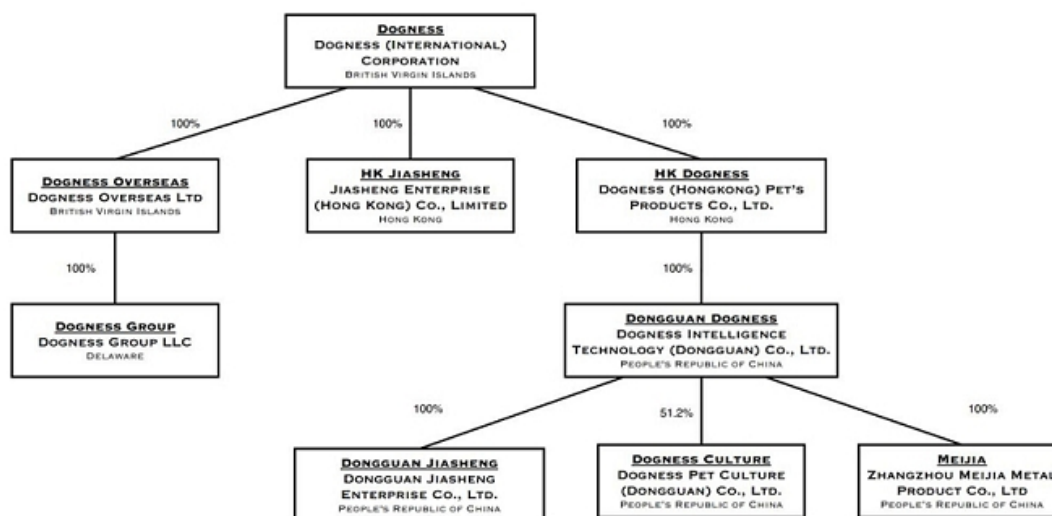 DOGNESS
DOGNESS (INTERNATIONAL)
CORPORATION
BRITISH VIRGIN ISLANDS
100%
100%
100%
DOGNESS OVERSEAS
DOGNESS OVERSEAS LTD
BRITISH VIRGIN ISLANDS
HK JIASHENG
JIASHENG ENTERPRISE
(HONG KONG) CO., LIMITED
HONG KONG
HK DOGNESS
DOGNESS (HONGKONG) PET'S
PRODUCTS CO., LTD.
HONG KONG
100%
100%
DOGNESS GROUP
DOGNESS GROUP LLC
DELAWARE
DONGGUAN DOGNESS
DOGNESS INTELLIGENCE
TECHNOLOGY (DONGGUAN) CO., LTD.
PEOPLE'S REPUBLIC OF CHINA
100%
51.2%
100%
DONGGUAN JIASHENG
DONGGUAN JIASHENG
ENTERPRISE CO., LTD.
PEOPLE'S REPUBLIC OF CHINA
DOGNESS CULTURE
DOGNESS PET CULTURE
(DONGGUAN) CO., LTD.
PEOPLE'S REPUBLIC OF CHINA
MEIJIA
ZHANGZHOU MEIJIA METAL
PRODUCT CO., LTD
PEOPLE'S REPUBLIC OF CHINA